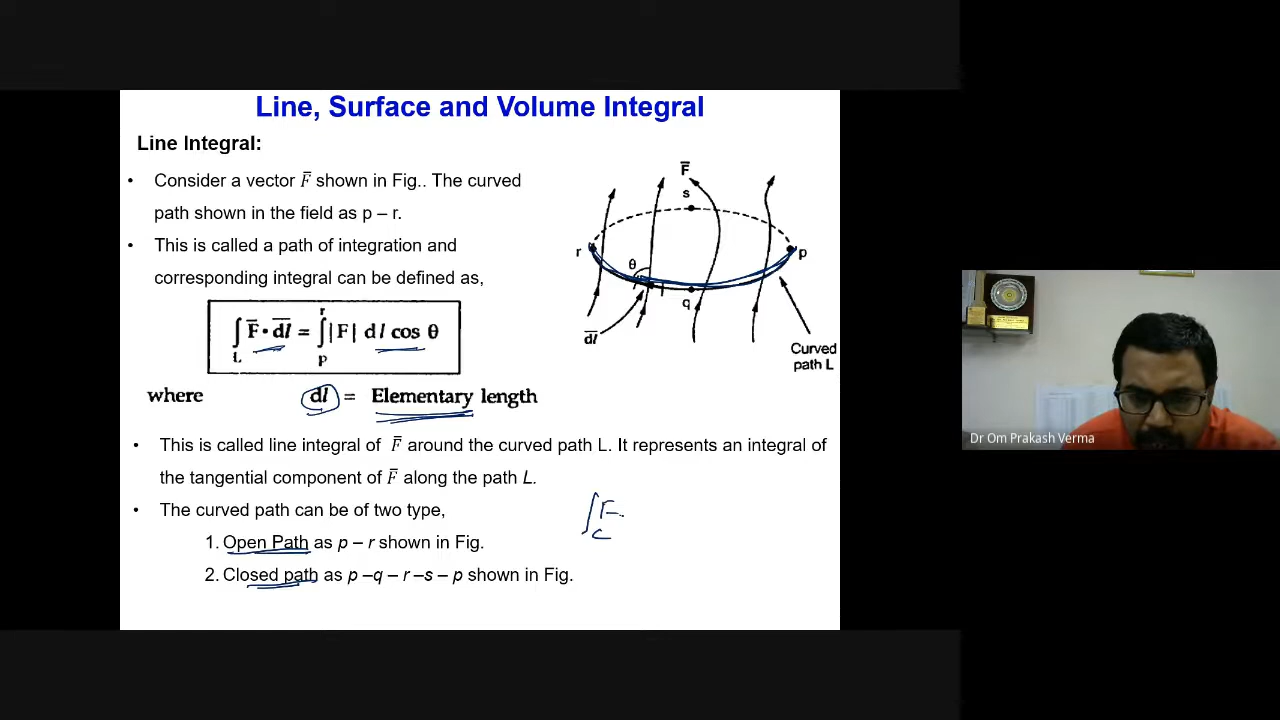 Line, Surface and Volume Integral
Line Integral:
• Consider a vector F̅ shown in Fig.. The curved
path shown in the field as p – r.
• This is called a path of integration and
corresponding integral can be defined as,
∫_L F̅ • dl̅ = ∫_p^r |F| dl cos θ
where dl = Elementary length
• This is called line integral of F̅ around the curved path L. It represents an integral of
the tangential component of F̅ along the path L.
• The curved path can be of two type,
1. Open Path as p – r shown in Fig.
2. Closed path as p –q – r –s – p shown in Fig.
F̅
s
r
p
θ
q
dl̅
Curved
path L
∫_C F
Dr Om Prakash Verma